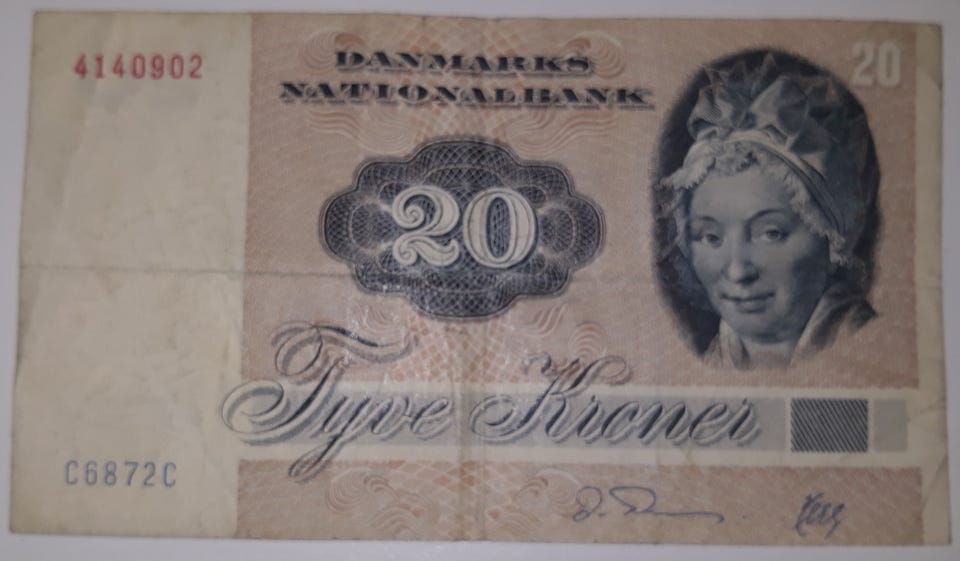 4140902
DANMARKS
NATIONALBANK
20
20
Tyve Kroner
C6872C